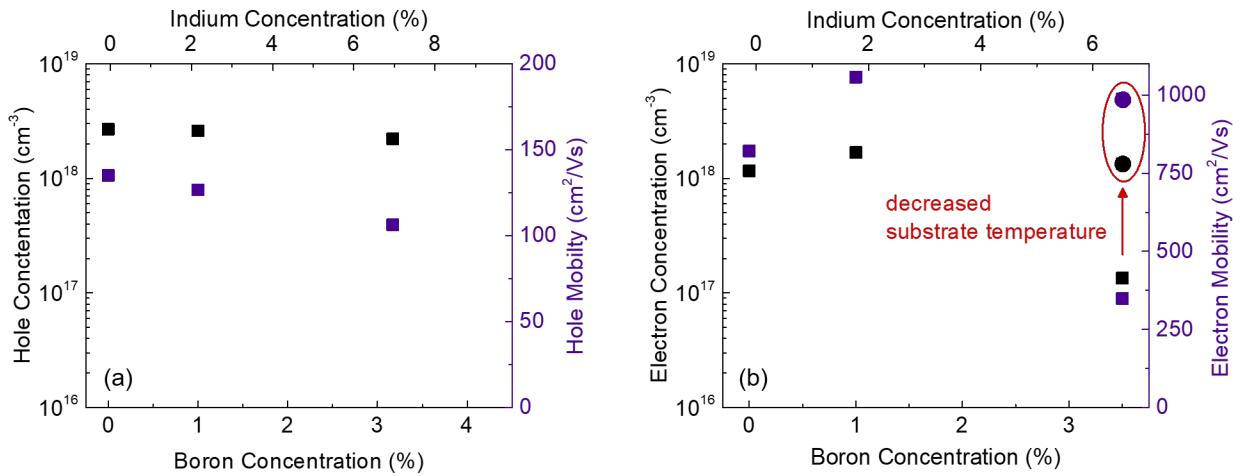 Indium Concentration (%)
0 2 4 6 8
10^19
10^18
10^17
10^16
Hole Conctentation (cm^-3)
200
150
100
50
0
Hole Mobilty (cm^2/Vs)
(a)
0 1 2 3 4
Boron Concentration (%)
Indium Concentration (%)
0 2 4 6
10^19
10^18
10^17
10^16
Electron Concentration (cm^-3)
decreased
substrate temperature
1000
750
500
250
0
Electron Mobility (cm^2/Vs)
(b)
0 1 2 3
Boron Concentration (%)